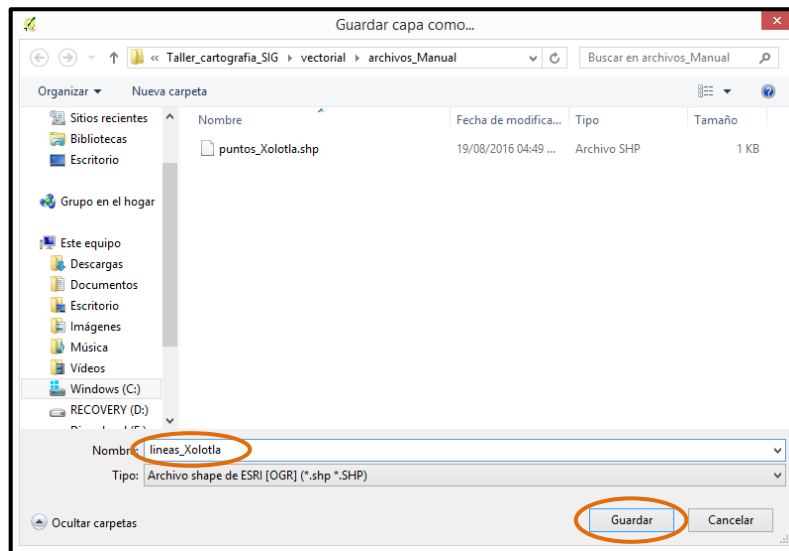 Guardar capa como...
« Taller_cartografia_SIG ▸ vectorial ▸ archivos_Manual
Buscar en archivos_Manual
Organizar ▾ Nueva carpeta
Sitios recientes
Bibliotecas
Escritorio
Grupo en el hogar
Este equipo
Descargas
Documentos
Escritorio
Imágenes
Música
Vídeos
Windows (C:)
RECOVERY (D:)
Nombre Fecha de modifica... Tipo Tamaño
puntos_Xolotla.shp 19/08/2016 04:49 ... Archivo SHP 1 KB
Nombre: lineas_Xolotla
Tipo: Archivo shape de ESRI [OGR] (*.shp *.SHP)
Ocultar carpetas
Guardar Cancelar